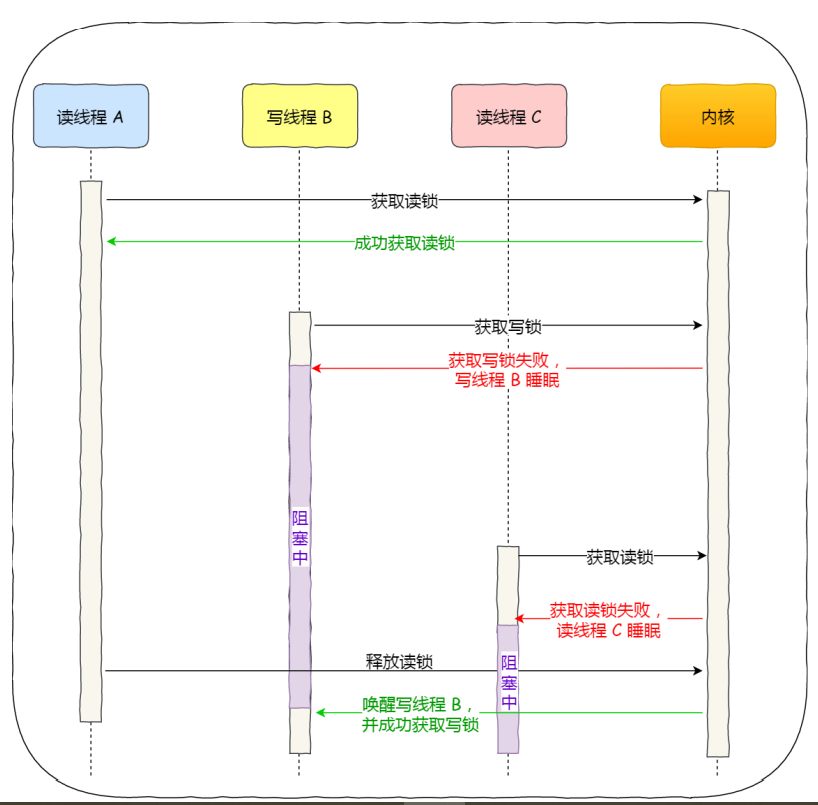 读线程 A
写线程 B
读线程 C
内核
获取读锁
成功获取读锁
获取写锁
获取写锁失败，
写线程 B 睡眠
阻
塞
中
获取读锁
获取读锁失败，
读线程 C 睡眠
释放读锁
阻
塞
中
唤醒写线程 B，
并成功获取写锁